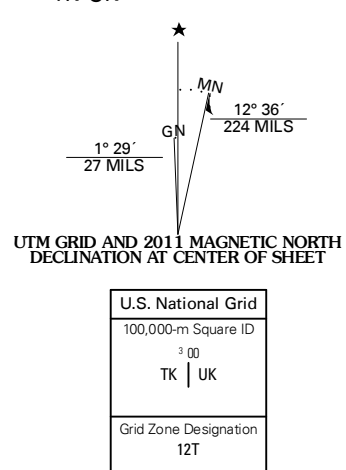 MN
GN
12° 36´
224 MILS
1° 29´
27 MILS
UTM GRID AND 2011 MAGNETIC NORTH
DECLINATION AT CENTER OF SHEET
U.S. National Grid
100,000-m Square ID
3 00
TK UK
Grid Zone Designation
12T